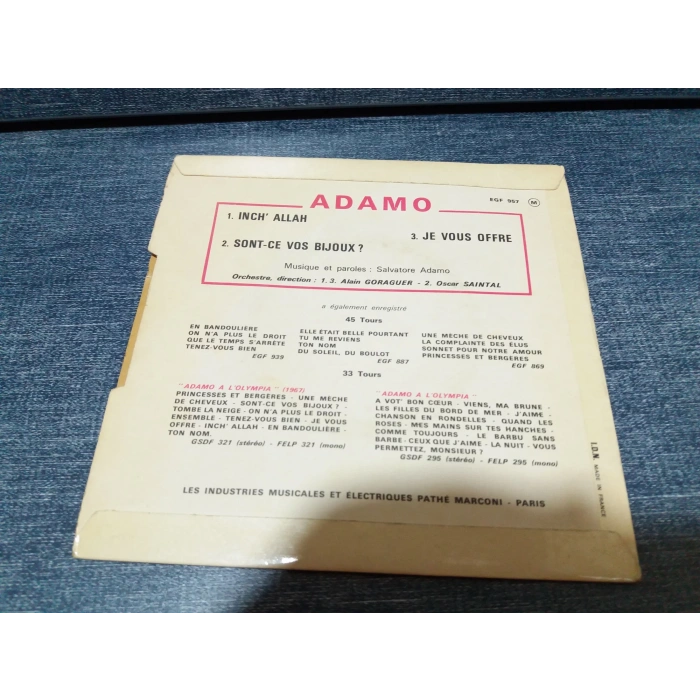 ADAMO
EGF 957 M
1. INCH' ALLAH
3. JE VOUS OFFRE
2. SONT-CE VOS BIJOUX ?
Musique et paroles : Salvatore Adamo
Orchestre, direction : 1. 3. Alain GORAGUER - 2. Oscar SAINTAL
a également enregistré
45 Tours
EN BANDOULIÈRE
ON N'A PLUS LE DROIT
QUE LE TEMPS S'ARRÊTE
TENEZ-VOUS BIEN
EGF 939
ELLE ÉTAIT BELLE POURTANT
TU ME REVIENS
TON NOM
DU SOLEIL, DU BOULOT
EGF 887
UNE MÈCHE DE CHEVEUX
LA COMPLAINTE DES ÉLUS
SONNET POUR NOTRE AMOUR
PRINCESSES ET BERGÈRES
EGF 869
33 Tours
"ADAMO A L'OLYMPIA" (1967)
PRINCESSES ET BERGÈRES - UNE MÈCHE
DE CHEVEUX - SONT-CE VOS BIJOUX ? -
TOMBE LA NEIGE - ON N'A PLUS LE DROIT -
ENSEMBLE - TENEZ-VOUS BIEN - JE VOUS
OFFRE - INCH' ALLAH - EN BANDOULIÈRE -
TON NOM.
GSDF 321 (stéréo) - FELP 321 (mono)
"ADAMO A L'OLYMPIA"
A VOT' BON CŒUR - VIENS, MA BRUNE -
LES FILLES DU BORD DE MER - J'AIME -
CHANSON EN RONDELLES - QUAND LES
ROSES - MES MAINS SUR TES HANCHES -
COMME TOUJOURS - LE BARBU SANS
BARBE - CEUX QUE J'AIME - LA NUIT - VOUS
PERMETTEZ, MONSIEUR ?
GSDF 295 (stéréo) - FELP 295 (mono)
LES INDUSTRIES MUSICALES ET ÉLECTRIQUES PATHÉ MARCONI - PARIS
I.D.N. MADE IN FRANCE